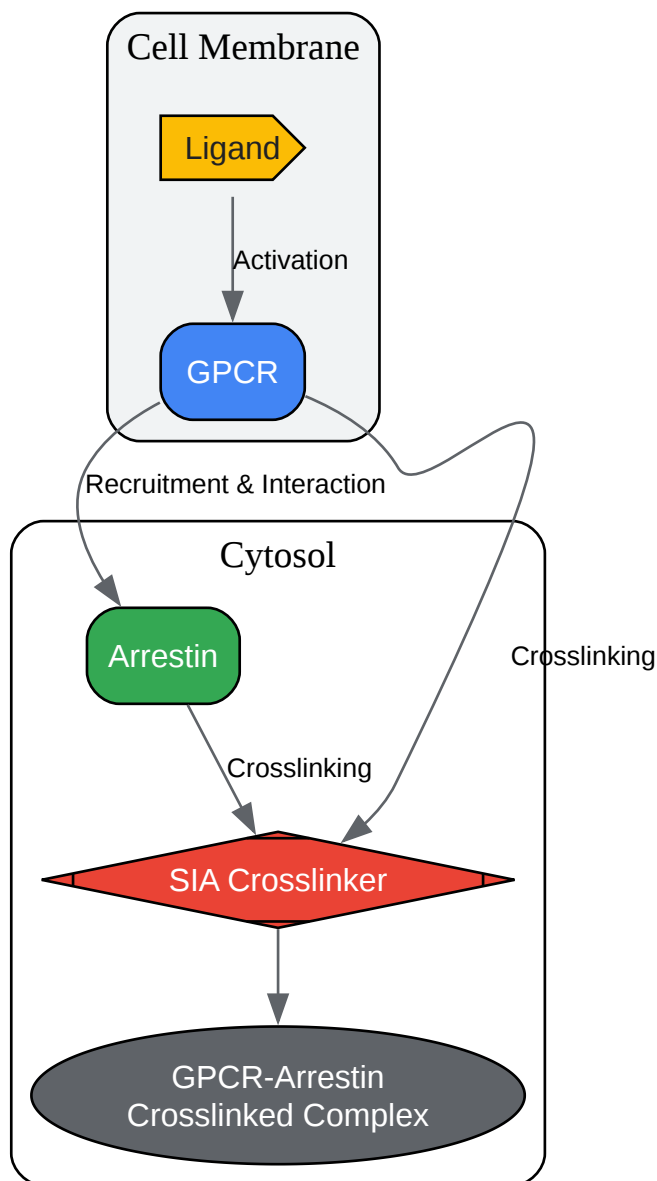 Cell Membrane
Ligand
Activation
GPCR
Recruitment & Interaction
Cytosol
Arrestin
Crosslinking
Crosslinking
SIA Crosslinker
GPCR-Arrestin
Crosslinked Complex